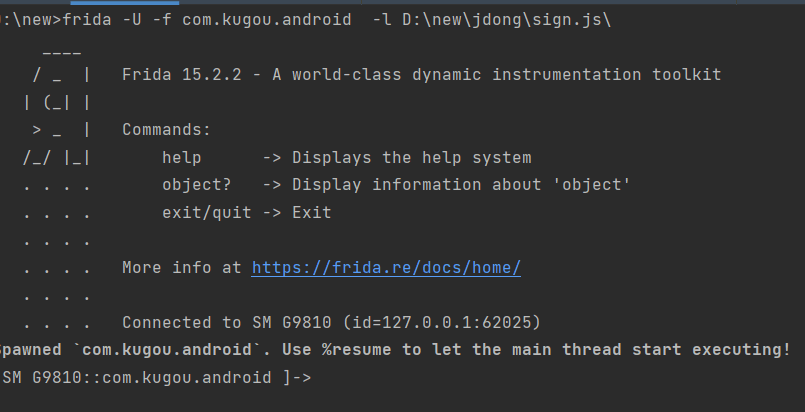 :\new>frida -U -f com.kugou.android  -l D:\new\jdong\sign.js\
     ____
    / _  |   Frida 15.2.2 - A world-class dynamic instrumentation toolkit
   | (_| |
    > _  |   Commands:
   /_/ |_|       help      -> Displays the help system
   . . . .       object?   -> Display information about 'object'
   . . . .       exit/quit -> Exit
   . . . .
   . . . .   More info at https://frida.re/docs/home/
   . . . .
   . . . .   Connected to SM G9810 (id=127.0.0.1:62025)
Spawned `com.kugou.android`. Use %resume to let the main thread start executing!
SM G9810::com.kugou.android ]->